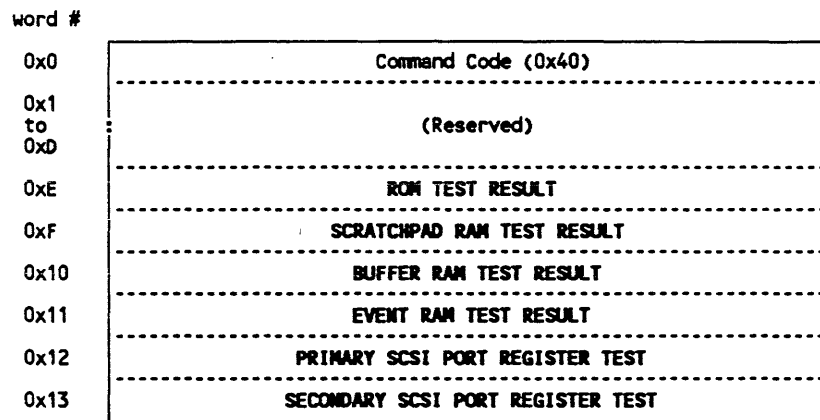 word #
0x0 Command Code (0x40)
0x1
to (Reserved)
0xD
0xE ROM TEST RESULT
0xF SCRATCHPAD RAM TEST RESULT
0x10 BUFFER RAM TEST RESULT
0x11 EVENT RAM TEST RESULT
0x12 PRIMARY SCSI PORT REGISTER TEST
0x13 SECONDARY SCSI PORT REGISTER TEST